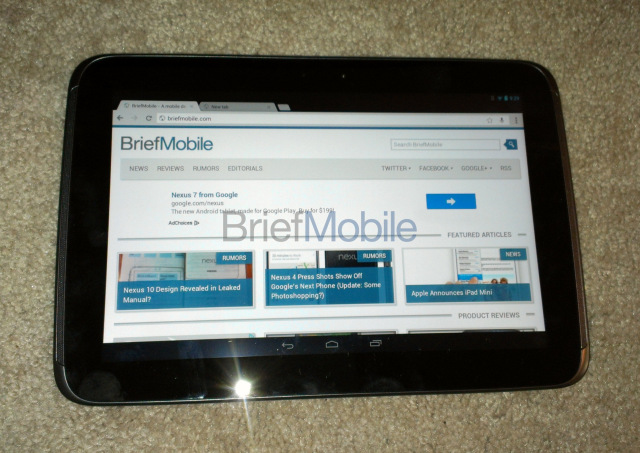 BriefMobile - A mobile de
New tab
briefmobile.com
BriefMobile
Search BriefMobile
NEWS REVIEWS RUMORS EDITORIALS TWITTER FACEBOOK GOOGLE+ RSS
Nexus 7 from Google
google.com/nexus
The new Android tablet, made for Google Play. Buy for $199!
AdChoices
BriefMobile
FEATURED ARTICLES
RUMORS
Nexus 10 Design Revealed in Leaked
Manual?
RUMORS
Nexus 4 Press Shots Show Off
Google's Next Phone (Update: Some
Photoshopping?)
NEWS
Apple Announces iPad Mini
PRODUCT REVIEWS